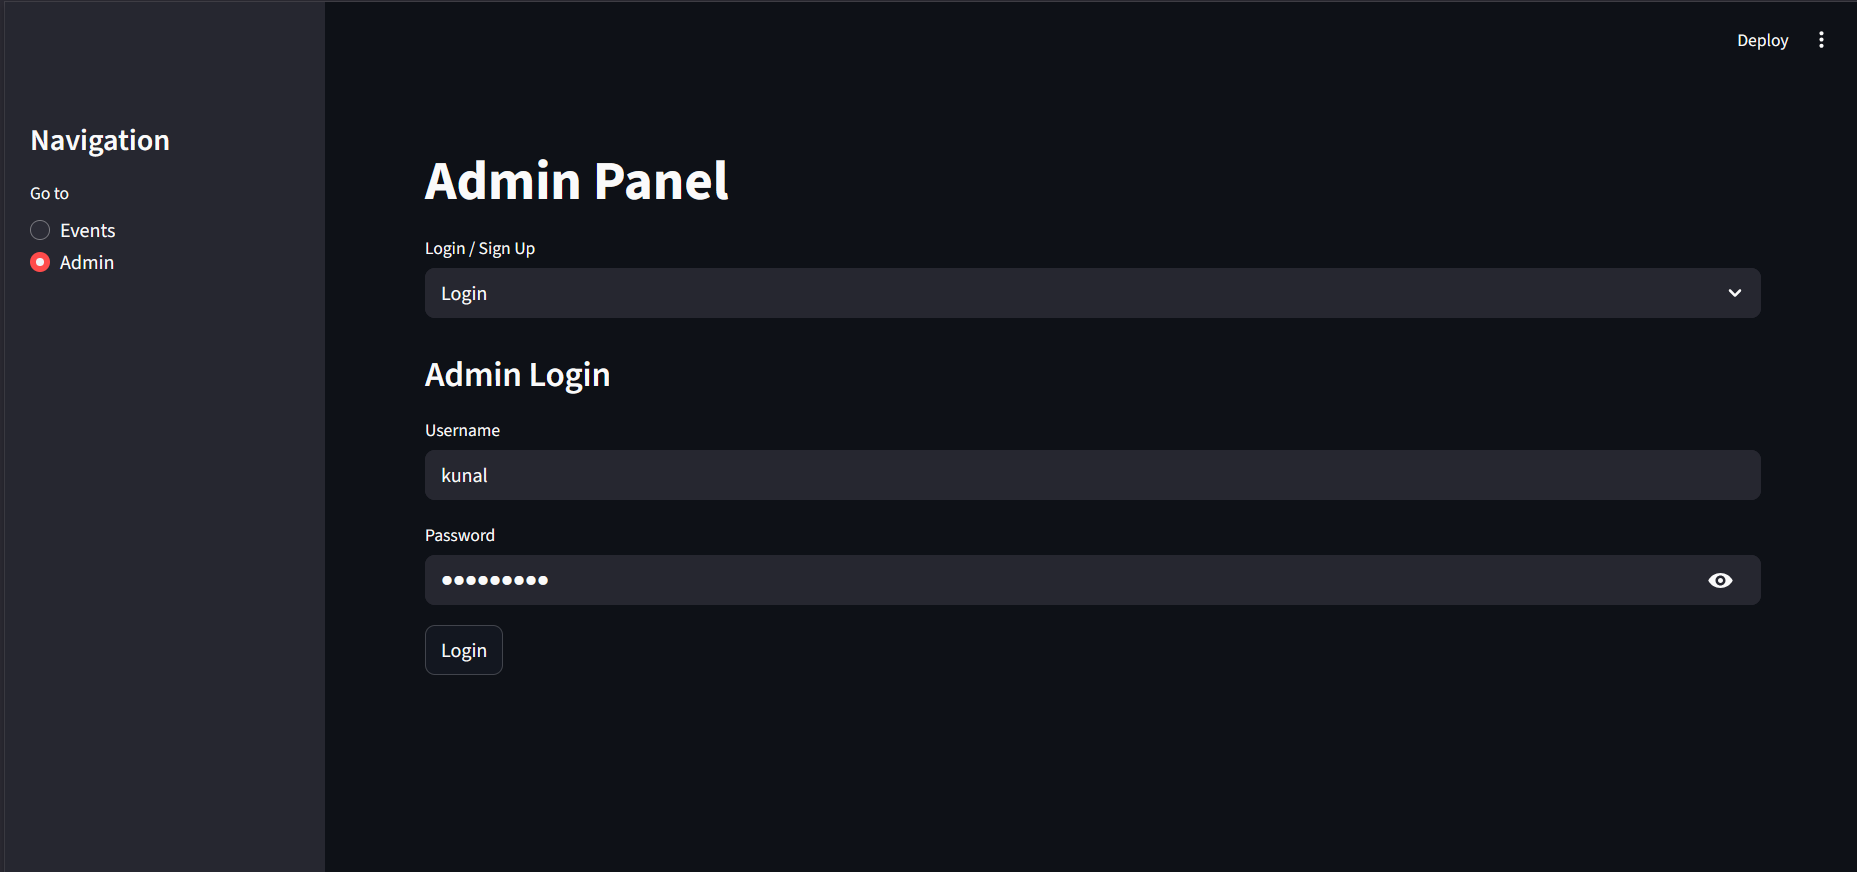 Deploy
Navigation
Go to
Events
Admin
Admin Panel
Login / Sign Up
Login
Admin Login
Username
kunal
Password
•••••••••
Login